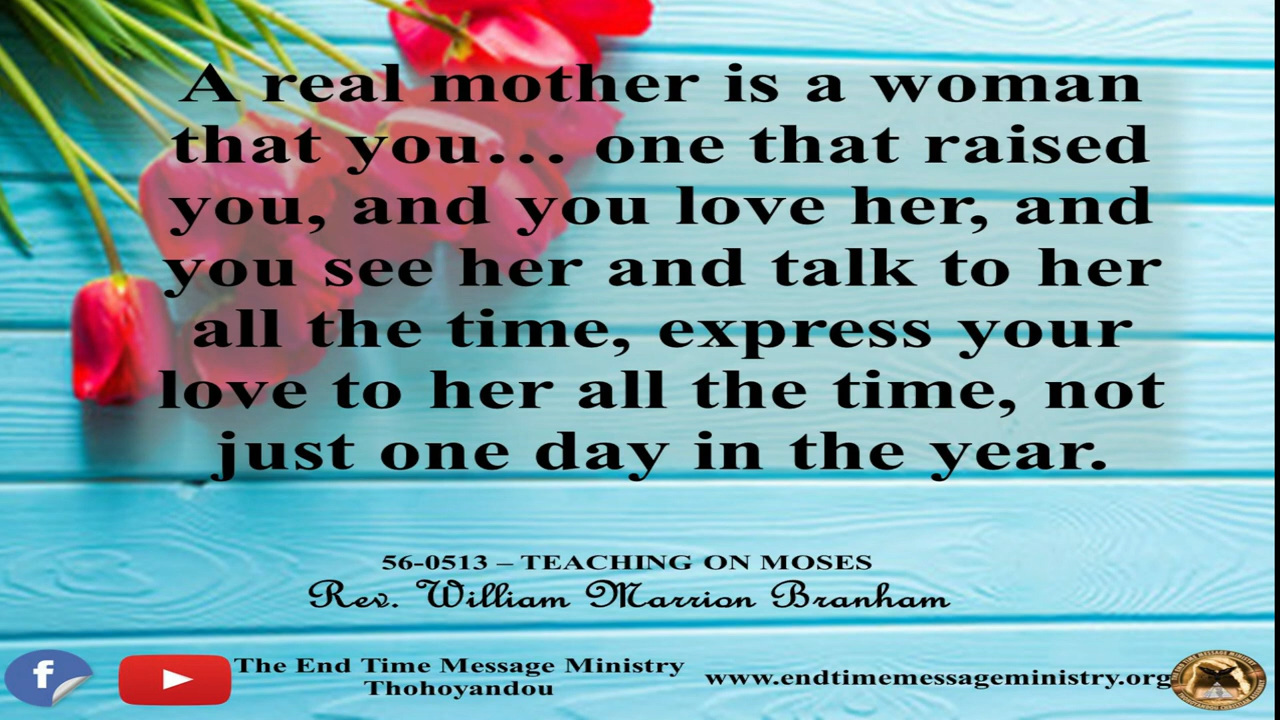 A real mother is a woman
that you… one that raised
you, and you love her, and
you see her and talk to her
all the time, express your
love to her all the time, not
just one day in the year.
56-0513 – TEACHING ON MOSES
Rev. William Marrion Branham
The End Time Message Ministry
Thohoyandou
www.endtimemessageministry.org